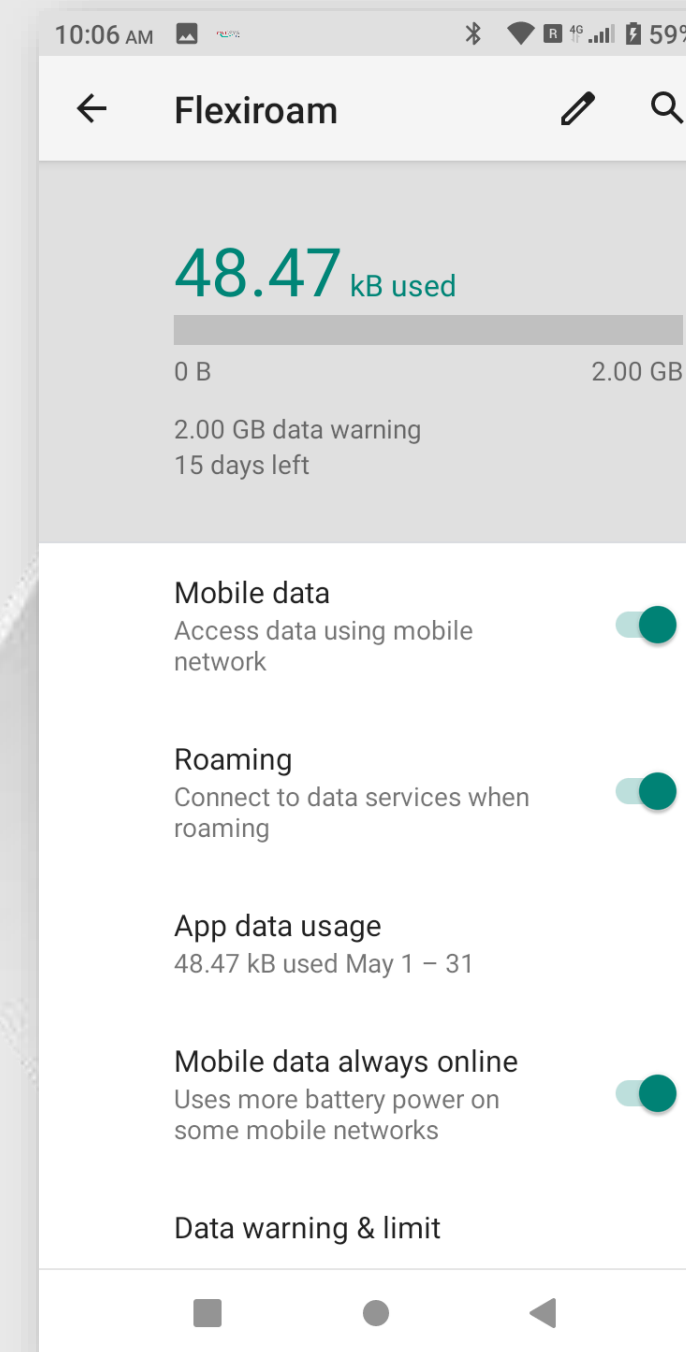 10:06 AM R 4G 59%
Flexiroam
48.47 kB used
0 B 2.00 GB
2.00 GB data warning
15 days left
Mobile data
Access data using mobile
network
Roaming
Connect to data services when
roaming
App data usage
48.47 kB used May 1 – 31
Mobile data always online
Uses more battery power on
some mobile networks
Data warning & limit